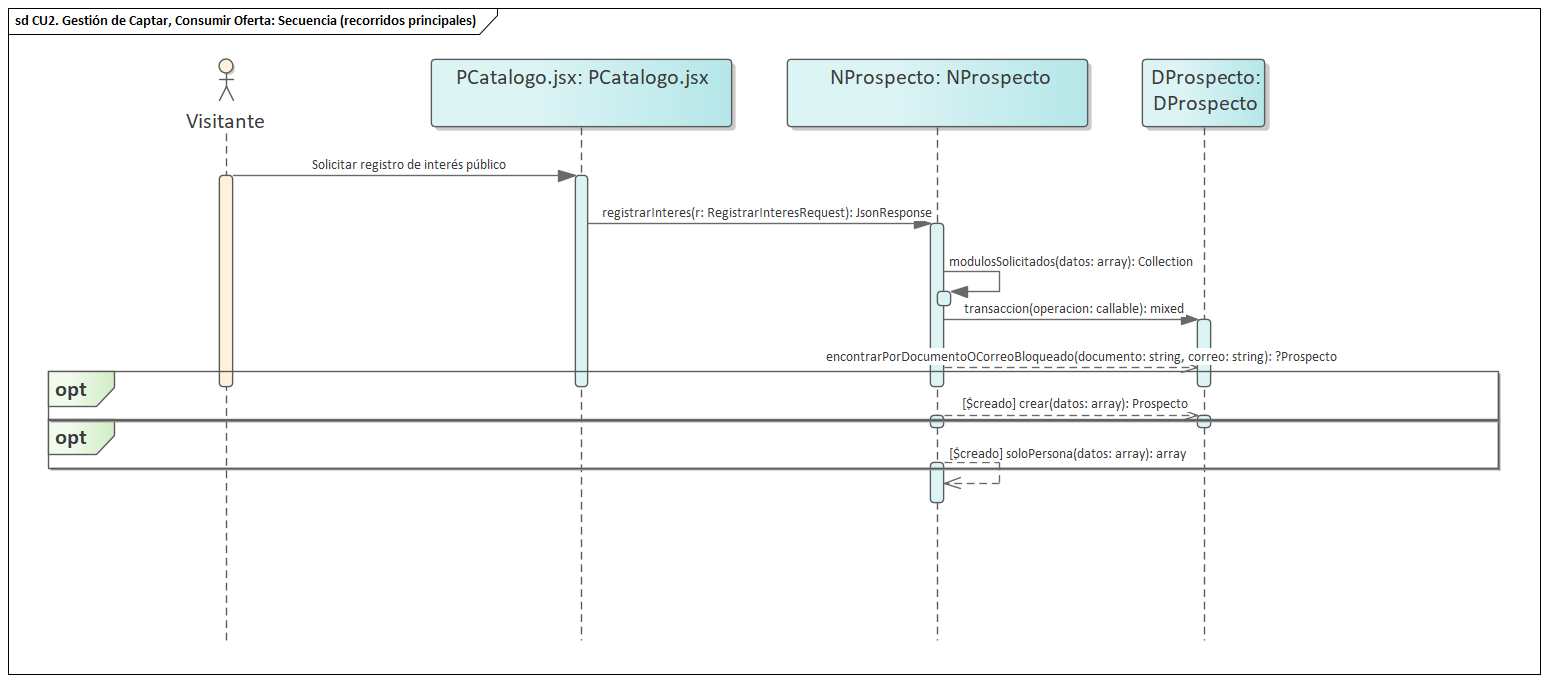 sd CU2. Gestión de Captar, Consumir Oferta: Secuencia (recorridos principales)
Visitante
PCatalogo.jsx: PCatalogo.jsx
NProspecto: NProspecto
DProspecto:
DProspecto
Solicitar registro de interés público
registrarInteres(r: RegistrarInteresRequest): JsonResponse
modulosSolicitados(datos: array): Collection
transaccion(operacion: callable): mixed
encontrarPorDocumentoOCorreoBloqueado(documento: string, correo: string): ?Prospecto
opt
[$creado] crear(datos: array): Prospecto
opt
[$creado] soloPersona(datos: array): array